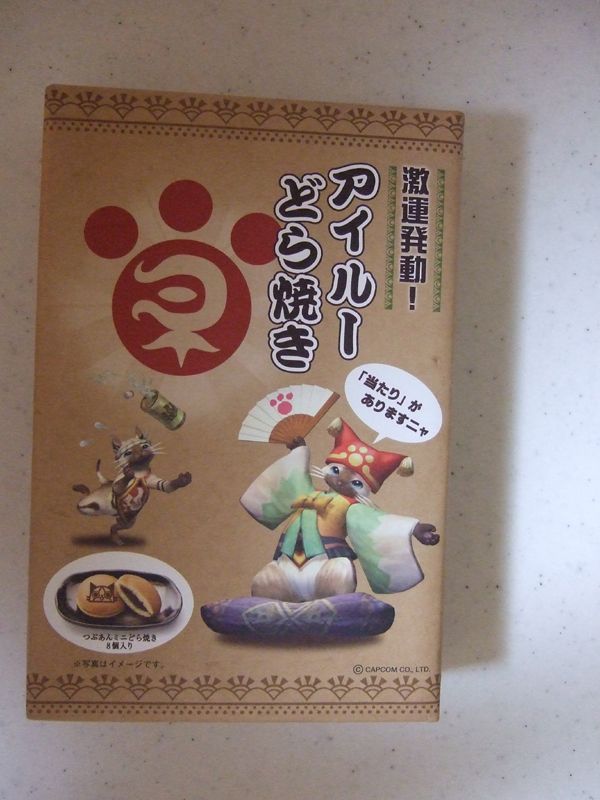 激運発動！
アイルー
どら焼き
「当たり」が
ありますニャ
つぶあんミニどら焼き
8個入り
※写真はイメージです。
© CAPCOM CO., LTD.